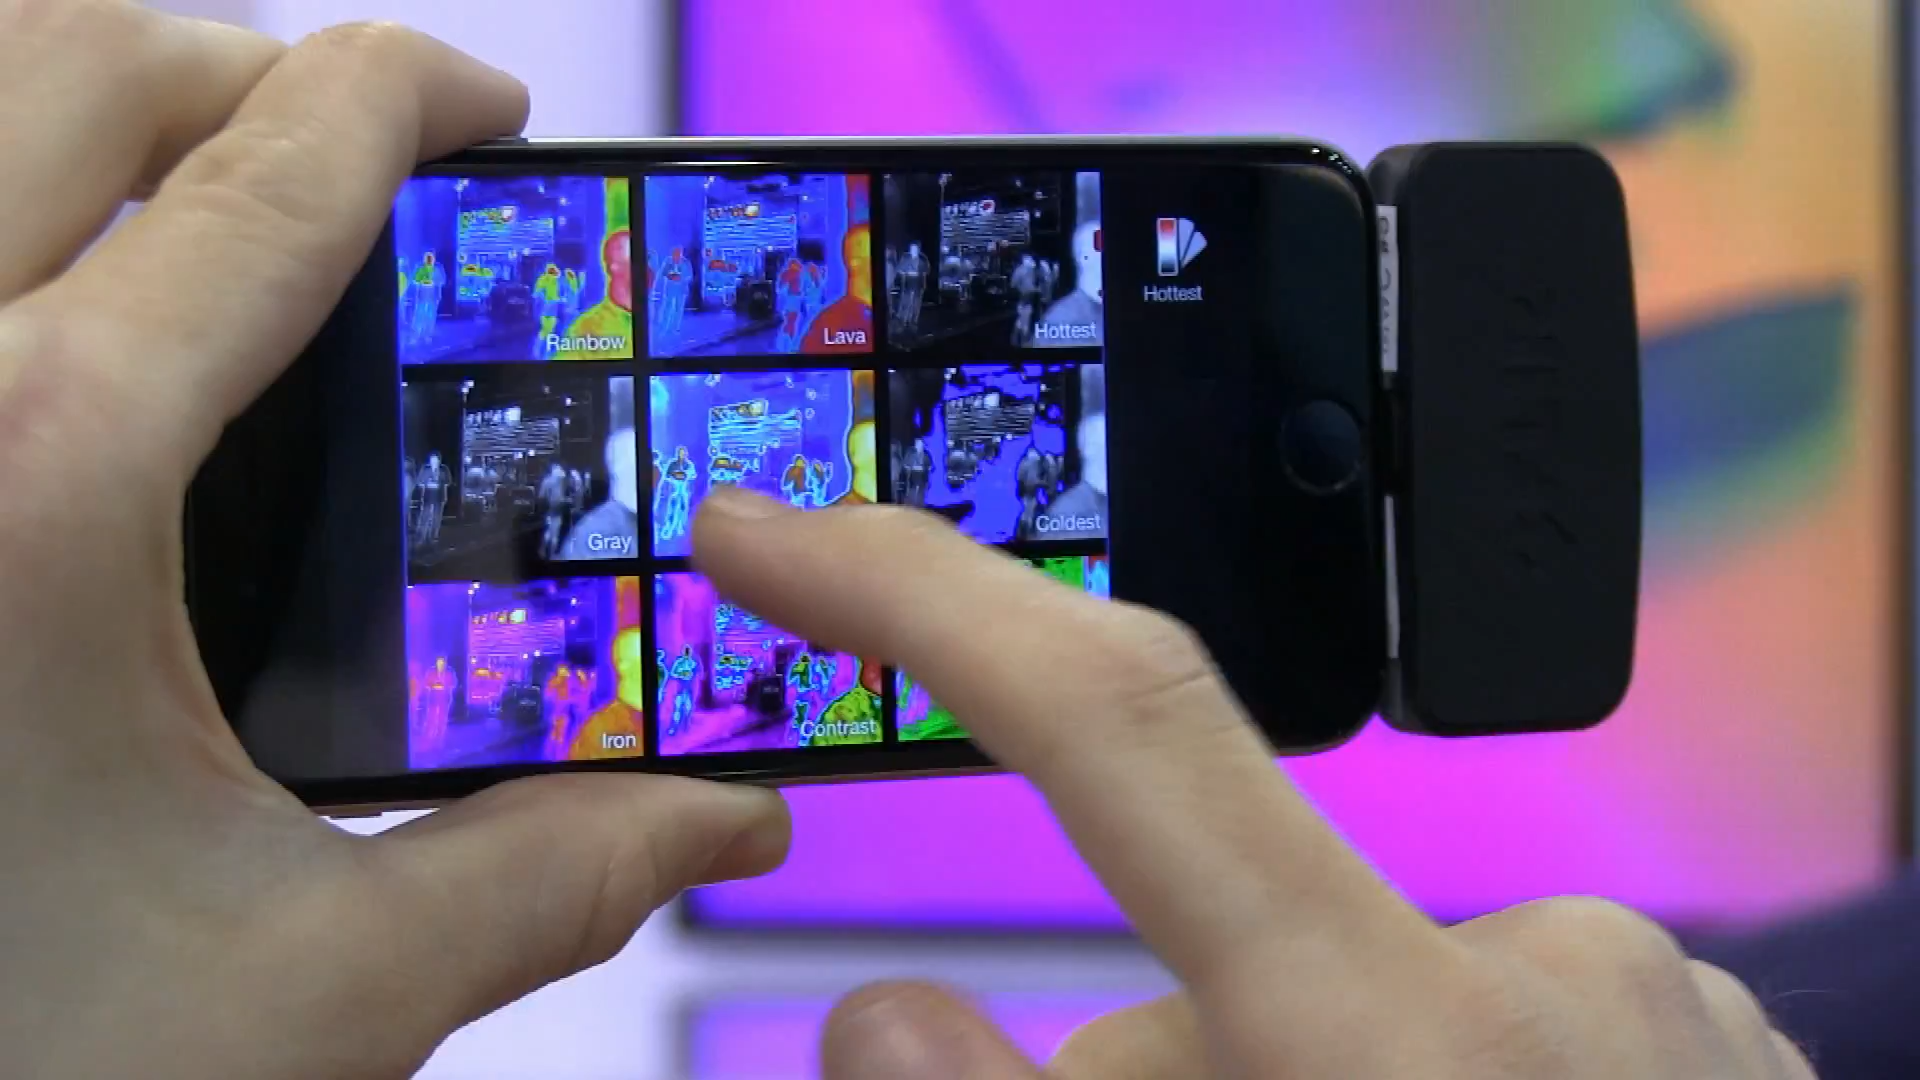 Rainbow
Lava
Hottest
Hottest
Gray
Coldest
Iron
Contrast